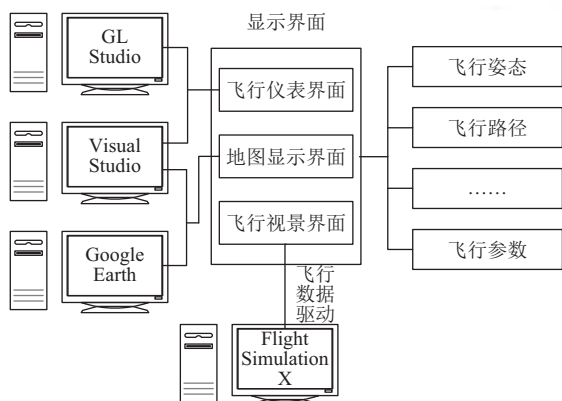 显示界面
GL
Studio
Visual
Studio
Google
Earth
飞行仪表界面
地图显示界面
飞行视景界面
飞行姿态
飞行路径
……
飞行参数
飞行
数据
驱动
Flight
Simulation
X